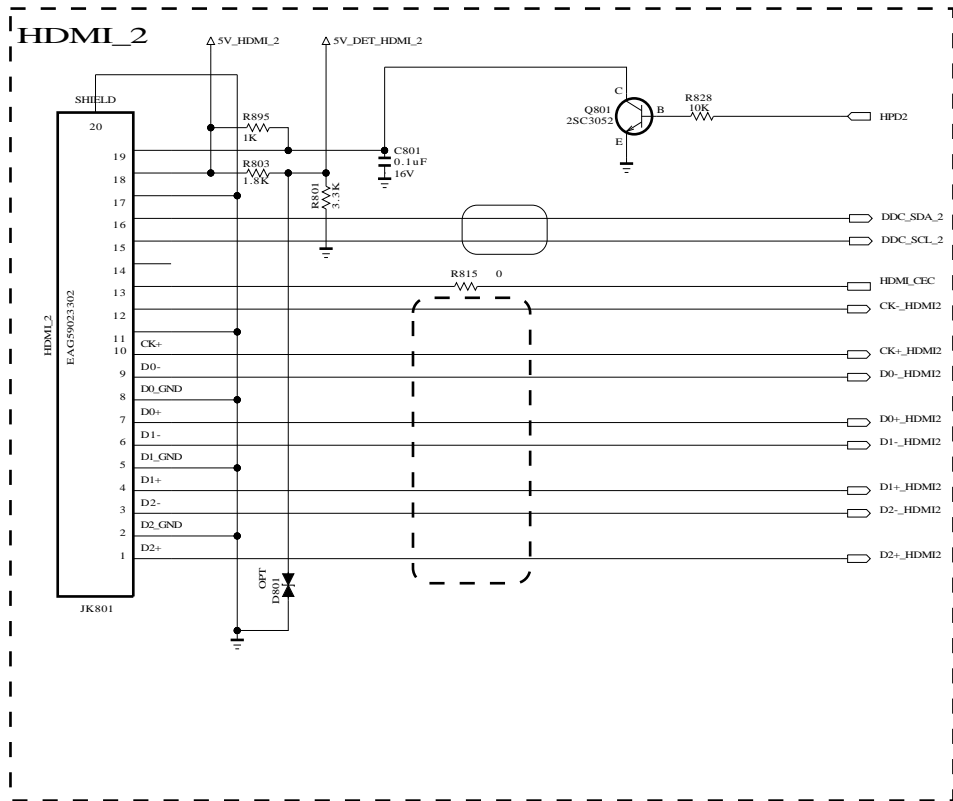 HDMI_2
5V_HDMI_2
5V_DET_HDMI_2
SHIELD
20
R895
1K
C801
0.1uF
16V
Q801
2SC3052
C
B
E
R828
10K
HPD2
19
R803
1.8K
18
R801
3.3K
17
16
DDC_SDA_2
15
DDC_SCL_2
14
R815 0
13
HDMI_CEC
12
CK-_HDMI2
HDMI_2
EAG59023302
11
CK+
10
CK+_HDMI2
D0-
9
D0-_HDMI2
D0_GND
8
D0+
7
D0+_HDMI2
D1-
6
D1-_HDMI2
D1_GND
5
D1+
4
D1+_HDMI2
D2-
3
D2-_HDMI2
D2_GND
2
D2+
1
D2+_HDMI2
OPT
D801
JK801